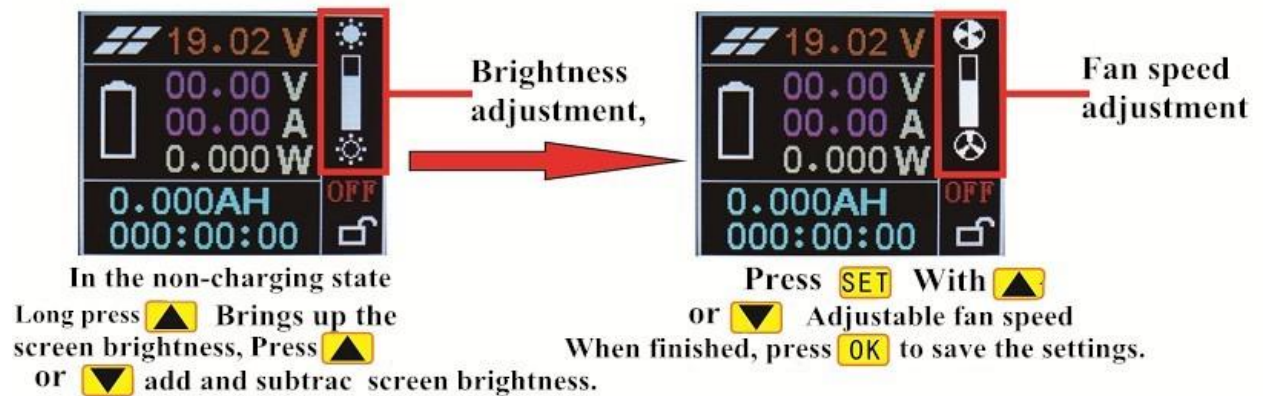 19.02 V
00.00 V
00.00 A
0.000 W
0.000AH
000:00:00
OFF
Brightness
adjustment,
19.02 V
00.00 V
00.00 A
0.000 W
0.000AH
000:00:00
OFF
Fan speed
adjustment
In the non-charging state
Long press ▲ Brings up the
screen brightness, Press ▲
or ▼ add and subtrac screen brightness.
Press SET With ▲
or ▼ Adjustable fan speed
When finished, press OK to save the settings.